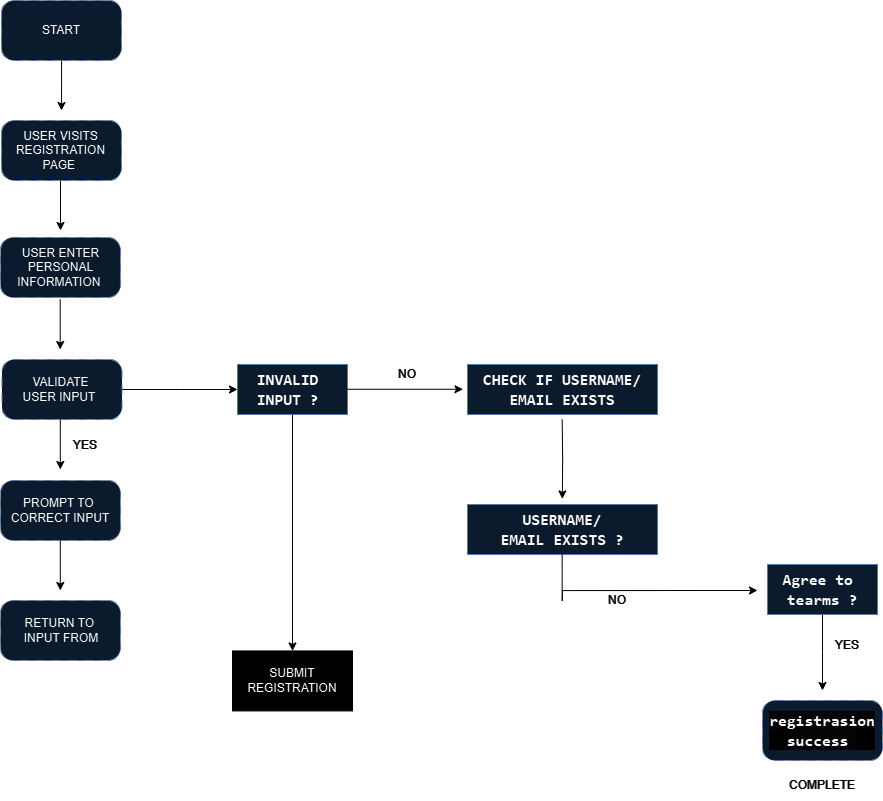 START
USER VISITS
REGISTRATION
PAGE
USER ENTER
PERSONAL
INFORMATION
VALIDATE
USER INPUT
INVALID
INPUT ?
NO
CHECK IF USERNAME/
EMAIL EXISTS
YES
PROMPT TO
CORRECT INPUT
USERNAME/
EMAIL EXISTS ?
NO
Agree to
tearms ?
RETURN TO
INPUT FROM
YES
SUBMIT
REGISTRATION
registrasion
success
COMPLETE